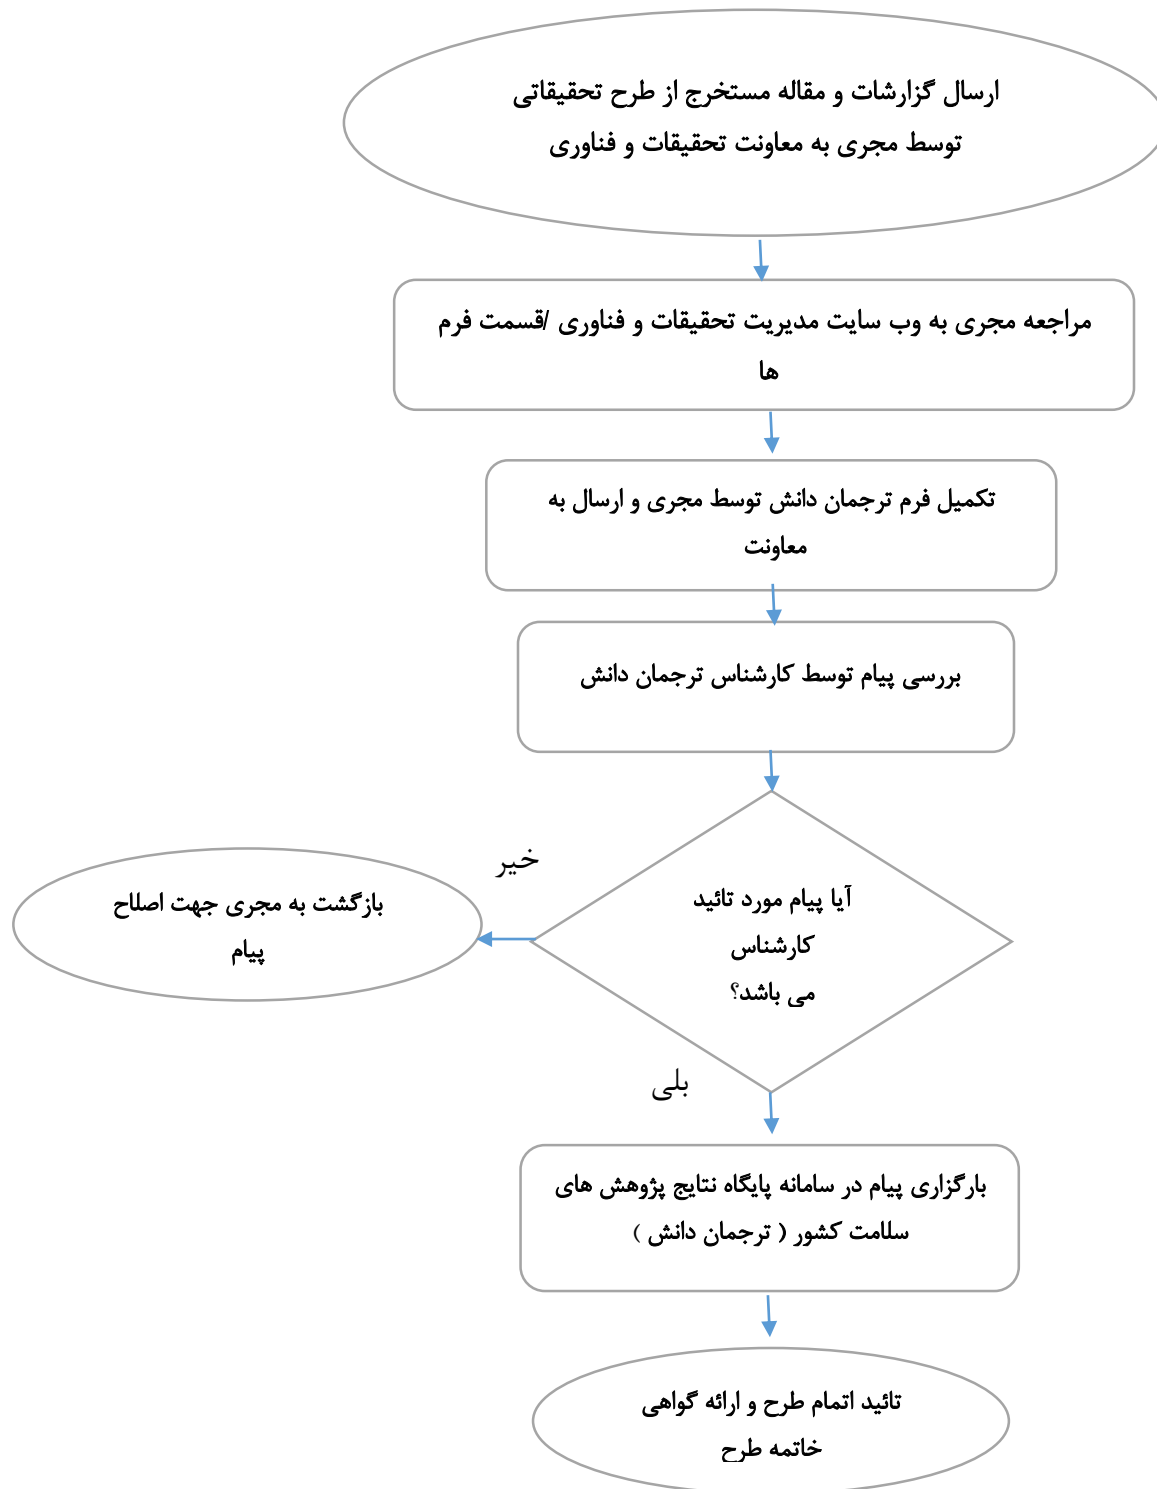 ارسال گزارشات و مقاله مستخرج از طرح تحقیقاتی
توسط مجری به معاونت تحقیقات و فناوری
مراجعه مجری به وب سایت مدیریت تحقیقات و فناوری /قسمت فرم
ها
تکمیل فرم ترجمان دانش توسط مجری و ارسال به
معاونت
بررسی پیام توسط کارشناس ترجمان دانش
آیا پیام مورد تائید
کارشناس
می باشد؟
خیر
بازگشت به مجری جهت اصلاح
پیام
بلی
بارگزاری پیام در سامانه پایگاه نتایج پژوهش های
سلامت کشور ( ترجمان دانش )
تائید اتمام طرح و ارائه گواهی
خاتمه طرح